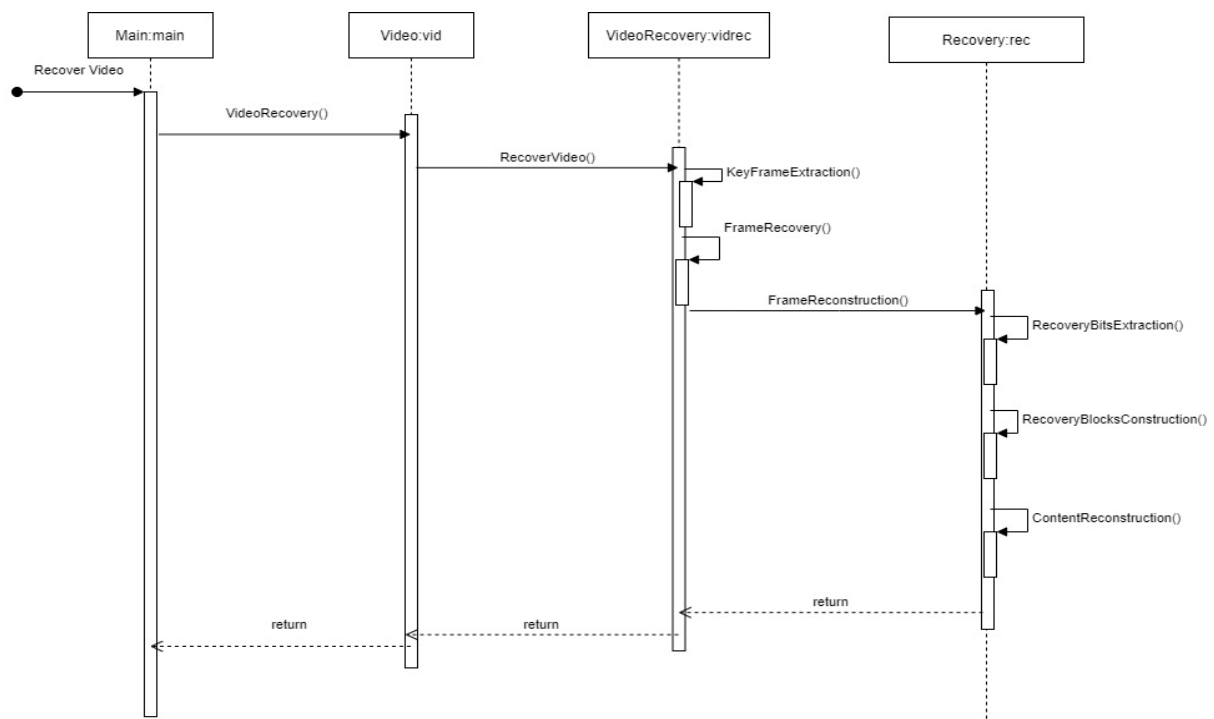 Main:main
Video:vid
VideoRecovery:vidrec
Recovery:rec
Recover Video
VideoRecovery()
RecoverVideo()
KeyFrameExtraction()
FrameRecovery()
FrameReconstruction()
RecoveryBitsExtraction()
RecoveryBlocksConstruction()
ContentReconstruction()
return
return
return